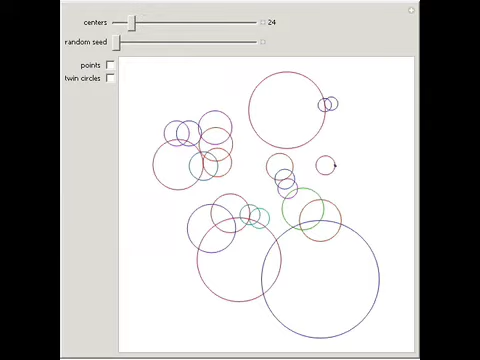 centers 24
random seed
points
twin circles